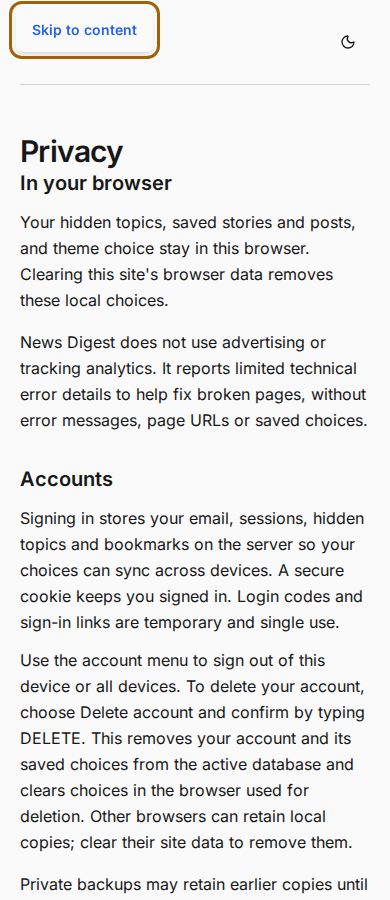 Skip to content
Privacy
In your browser
Your hidden topics, saved stories and posts,
and theme choice stay in this browser.
Clearing this site's browser data removes
these local choices.
News Digest does not use advertising or
tracking analytics. It reports limited technical
error details to help fix broken pages, without
error messages, page URLs or saved choices.
Accounts
Signing in stores your email, sessions, hidden
topics and bookmarks on the server so your
choices can sync across devices. A secure
cookie keeps you signed in. Login codes and
sign-in links are temporary and single use.
Use the account menu to sign out of this
device or all devices. To delete your account,
choose Delete account and confirm by typing
DELETE. This removes your account and its
saved choices from the active database and
clears choices in the browser used for
deletion. Other browsers can retain local
copies; clear their site data to remove them.
Private backups may retain earlier copies until